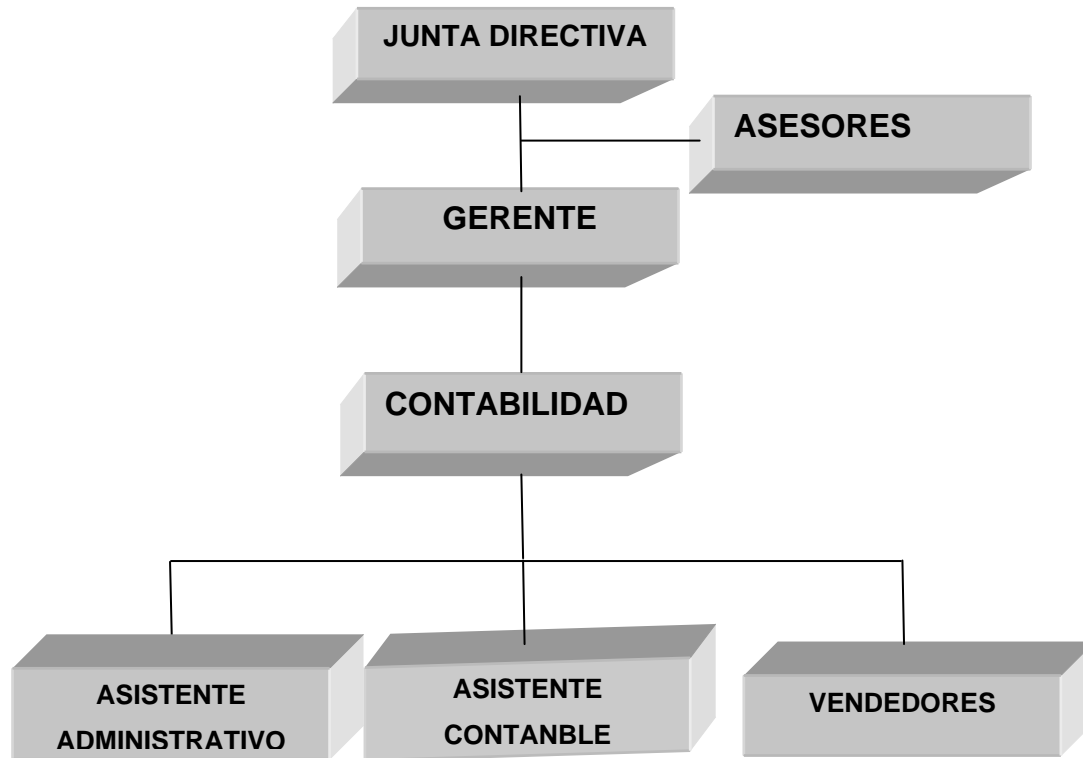 JUNTA DIRECTIVA
ASESORES
GERENTE
CONTABILIDAD
ASISTENTE
ADMINISTRATIVO
ASISTENTE
CONTANBLE
VENDEDORES